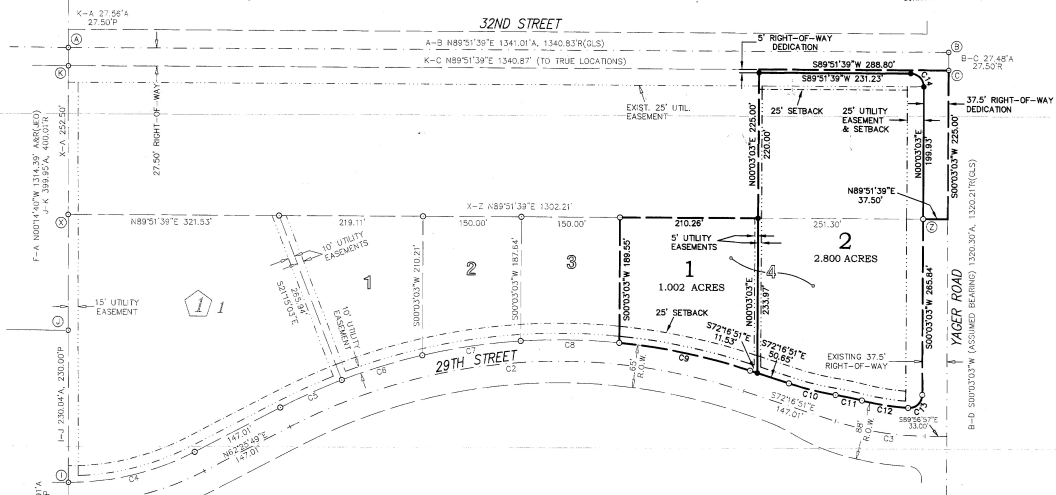 K-A 27.56'A
27.50'P
32ND STREET
A
A-B N89°51'39"E 1341.01'A, 1340.83'R(GLS)
K-C N89°51'39"E 1340.87' (TO TRUE LOCATIONS)
K
5' RIGHT-OF-WAY
DEDICATION
B
B-C 27.48'A
27.50'R
C
S89°51'39"W 288.80'
S89°51'39"W 231.23'
C14
37.5' RIGHT-OF-WAY
DEDICATION
EXIST. 25' UTIL.
EASEMENT
25' SETBACK
25' UTILITY
EASEMENT
& SETBACK
F-A N00°14'40"W 1314.39' A&R(JEO)
J-K 399.95'A, 400.01'R
X-A 252.50'
27.50' RIGHT-OF-WAY
N00°03'03"E 225.00'
220.00'
N00°03'03"E
199.93'
S00°03'03"W 225.00'
N89°51'39"E
37.50'
X
N89°51'39"E 321.53'
X-Z N89°51'39"E 1302.21'
219.11'
150.00'
150.00'
210.26'
251.30'
Z
10' UTILITY
EASEMENTS
S21°15'03"E
265.94'
10' UTILITY
EASEMENT
1
S00°03'03"W 210.21'
2
S00°03'03"W 187.64'
3
S00°03'03"W 189.55'
5' UTILITY
EASEMENTS
1
1.002 ACRES
4
2
2.800 ACRES
N00°03'03"E
233.97'
S00°03'03"W 265.84'
YAGER ROAD
B-D S00°03'03"W (ASSUMED BEARING) 1320.30'A, 1320.21'R(GLS)
15' UTILITY
EASEMENT
1
25' SETBACK
S72°16'51"E
11.53'
S72°16'51"E
50.65'
EXISTING 37.5'
RIGHT-OF-WAY
J
I-J 230.04'A, 230.00'P
29TH STREET
C7
C8
C9
C2
C6
C5
65'
R.O.W.
S72°16'51"E
147.01'
C10
C11
C12
C13
S89°56'57"E
33.00'
88'
R.O.W.
C3
147.01
N62°25'49"E
147.01'
C4
I